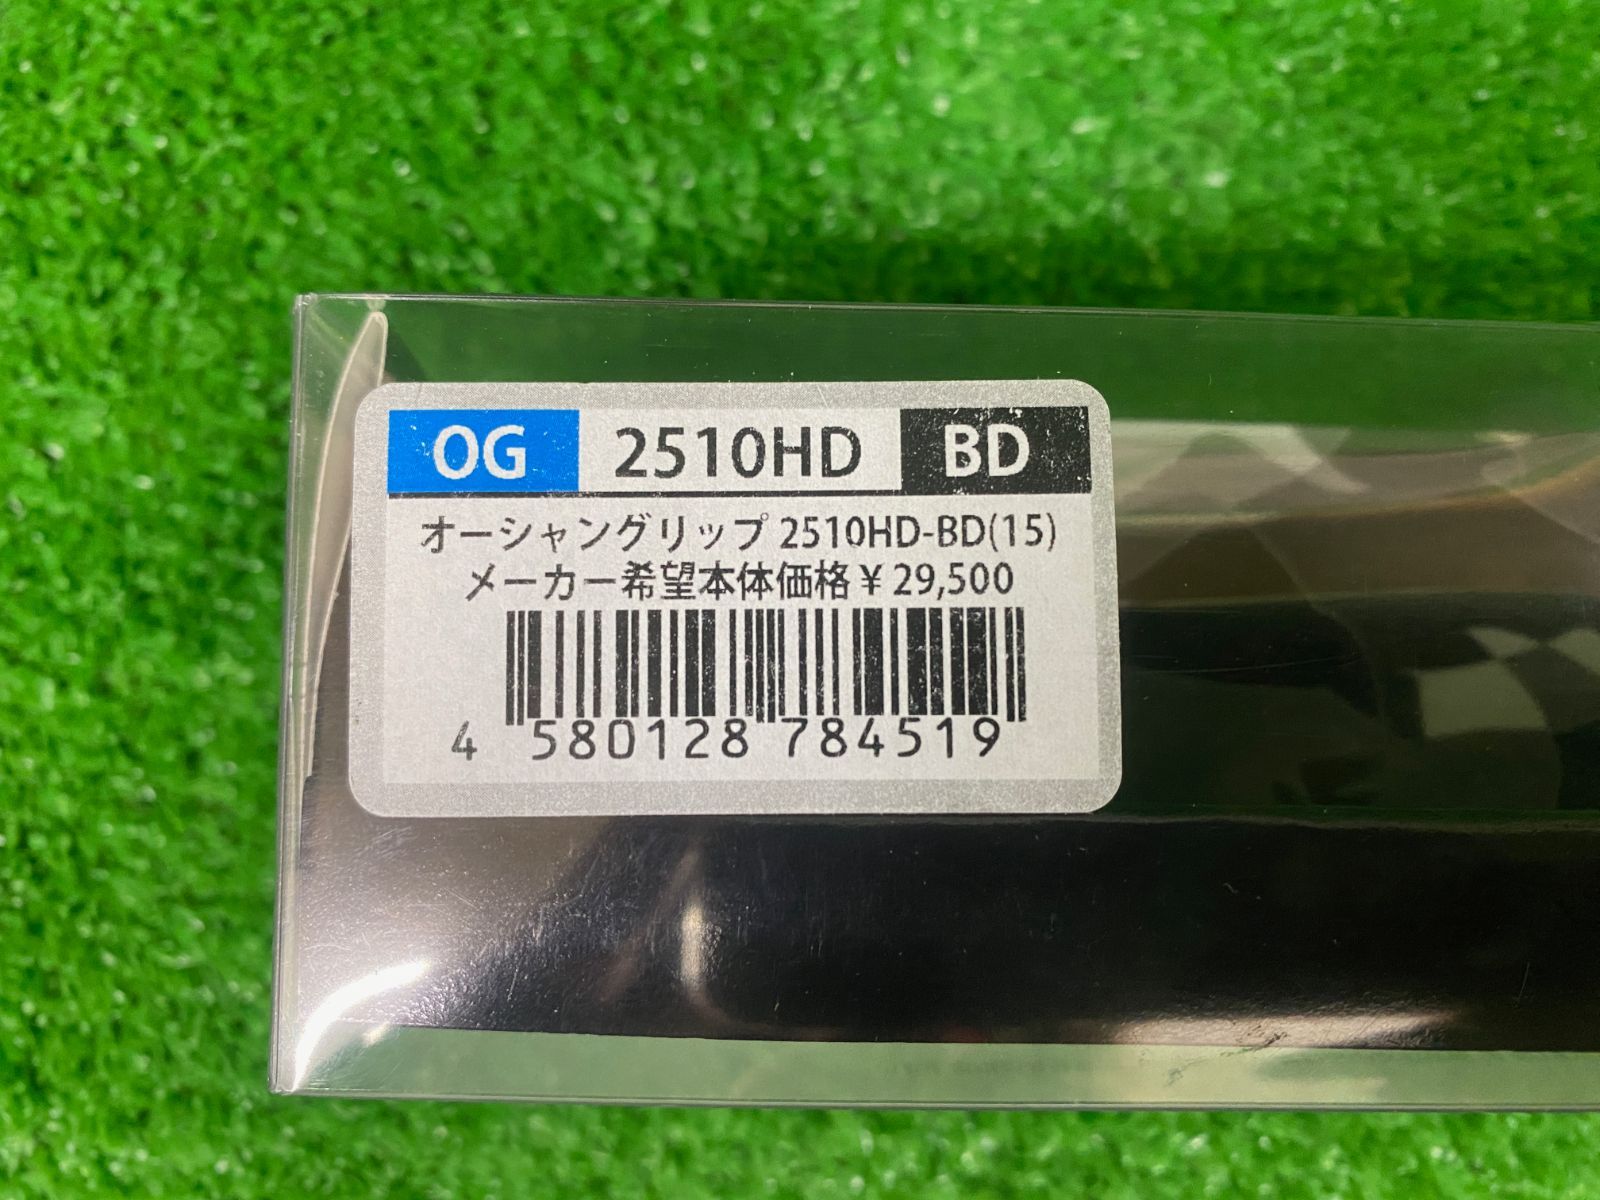 OG 2510HD BD
オーシャングリップ 2510HD-BD(15)
メーカー希望本体価格¥29,500
4 580128 784519